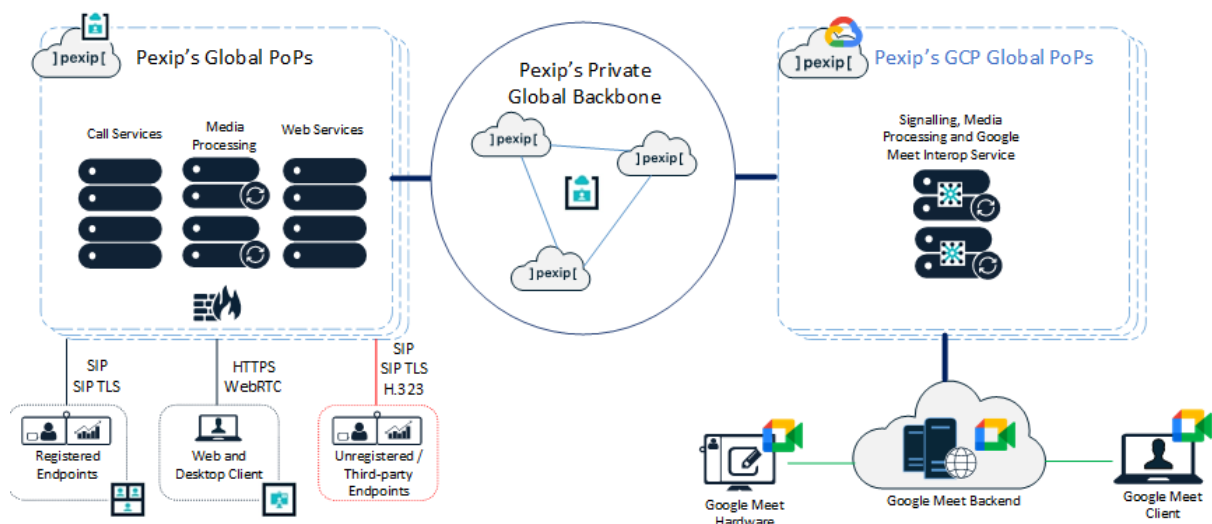 ]pexip[
Pexip's Global PoPs
Call Services
Media
Processing
Web Services
SIP
SIP TLS
HTTPS
WebRTC
SIP
SIP TLS
H.323
Registered
Endpoints
Web and
Desktop Client
Unregistered /
Third-party
Endpoints
Pexip's Private
Global Backbone
]pexip[
]pexip[
]pexip[
]pexip[
Pexip's GCP Global PoPs
Signalling, Media
Processing and Google
Meet Interop Service
Google Meet
Hardware
Google Meet Backend
Google Meet
Client